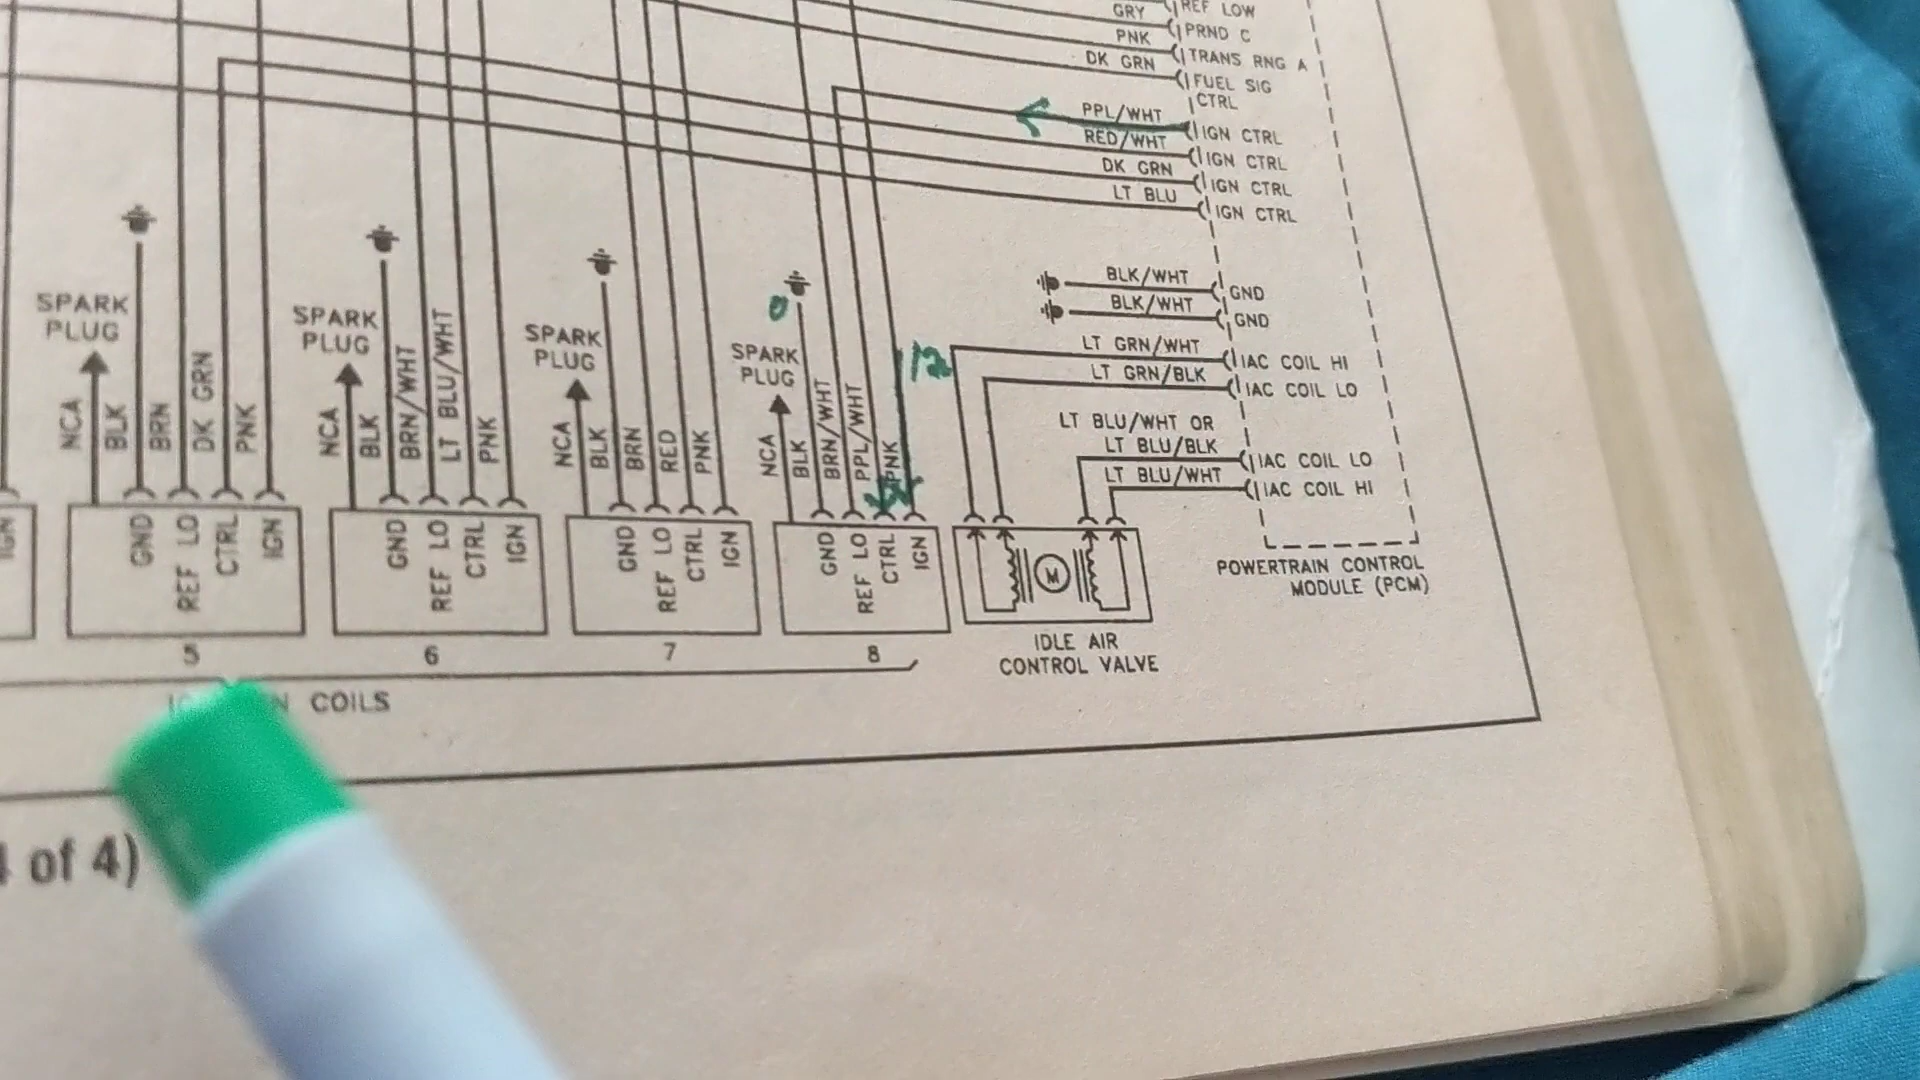 GRY REF LOW
PNK PRND C
DK GRN TRANS RNG A
FUEL SIG
CTRL
PPL/WHT IGN CTRL
RED/WHT IGN CTRL
DK GRN IGN CTRL
LT BLU IGN CTRL
BLK/WHT GND
BLK/WHT GND
LT GRN/WHT IAC COIL HI
LT GRN/BLK IAC COIL LO
LT BLU/WHT OR
LT BLU/BLK IAC COIL LO
LT BLU/WHT IAC COIL HI
POWERTRAIN CONTROL
MODULE (PCM)
SPARK
PLUG
NCA
BLK
BRN
DK GRN
PNK
SPARK
PLUG
NCA
BLK
BRN/WHT
LT BLU/WHT
PNK
SPARK
PLUG
NCA
BLK
BRN
RED
PNK
0
12
SPARK
PLUG
NCA
BLK
BRN/WHT
PPL/WHT
PNK
IGN
GND
REF LO
CTRL
IGN
GND
REF LO
CTRL
IGN
GND
REF LO
CTRL
IGN
GND
REF LO
CTRL
IGN
M
5 6 7 8
IDLE AIR
CONTROL VALVE
COILS
of 4)